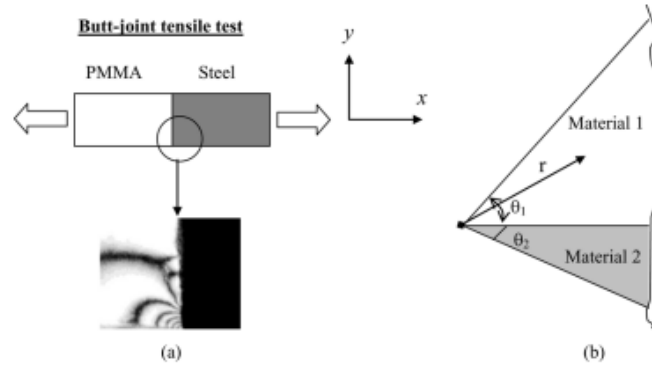 Butt-joint tensile test
PMMA
Steel
y
x
(a)
Material 1
r
θ1
θ2
Material 2
(b)